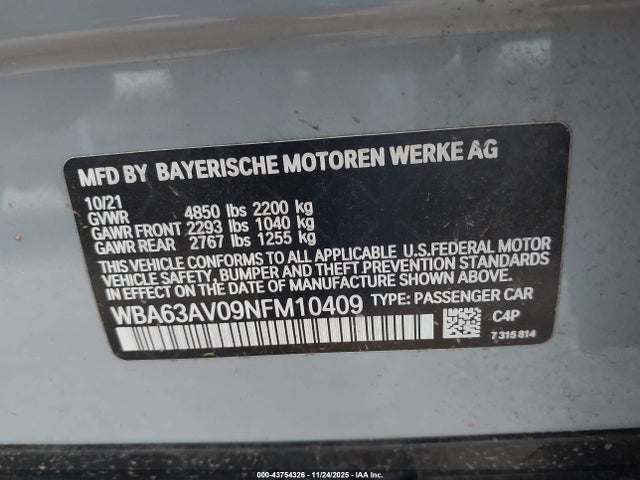 MFD BY BAYERISCHE MOTOREN WERKE AG
10/21
GVWR 4850 lbs 2200 kg
GAWR FRONT 2293 lbs 1040 kg
GAWR REAR 2767 lbs 1255 kg
THIS VEHICLE CONFORMS TO ALL APPLICABLE U.S.FEDERAL MOTOR
VEHICLE SAFETY, BUMPER AND THEFT PREVENTION STANDARDS
IN EFFECT ON THE DATE OF MANUFACTURE SHOWN ABOVE.
WBA63AV09NFM10409 TYPE: PASSENGER CAR
C4P
7 315 814
000-43754326 - 11/24/2025 - IAA Inc.